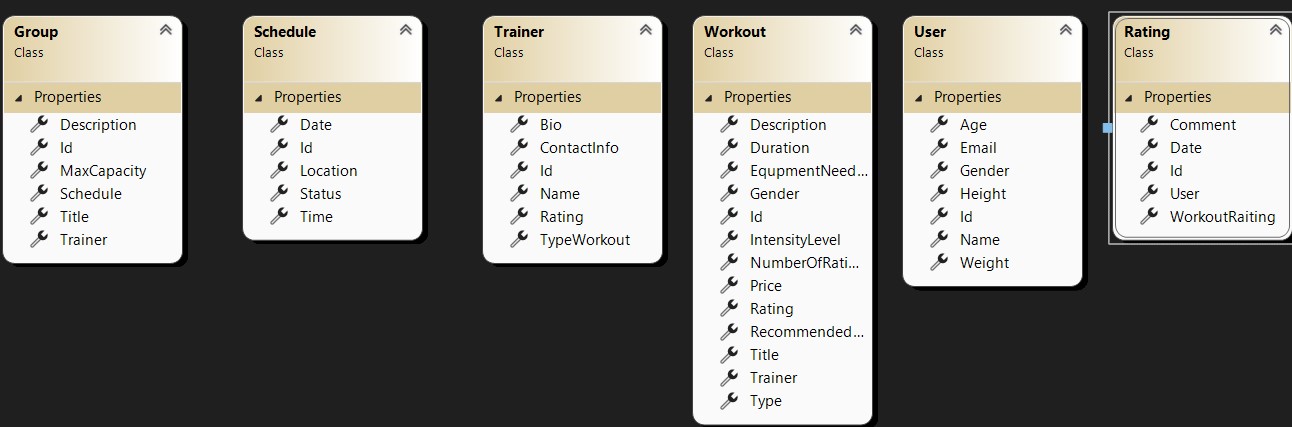 Group
Class
Properties
Description
Id
MaxCapacity
Schedule
Title
Trainer
Schedule
Class
Properties
Date
Id
Location
Status
Time
Trainer
Class
Properties
Bio
ContactInfo
Id
Name
Rating
TypeWorkout
Workout
Class
Properties
Description
Duration
EqupmentNeed...
Gender
Id
IntensityLevel
NumberOfRati...
Price
Rating
Recommended...
Title
Trainer
Type
User
Class
Properties
Age
Email
Gender
Height
Id
Name
Weight
Rating
Class
Properties
Comment
Date
Id
User
WorkoutRaiting